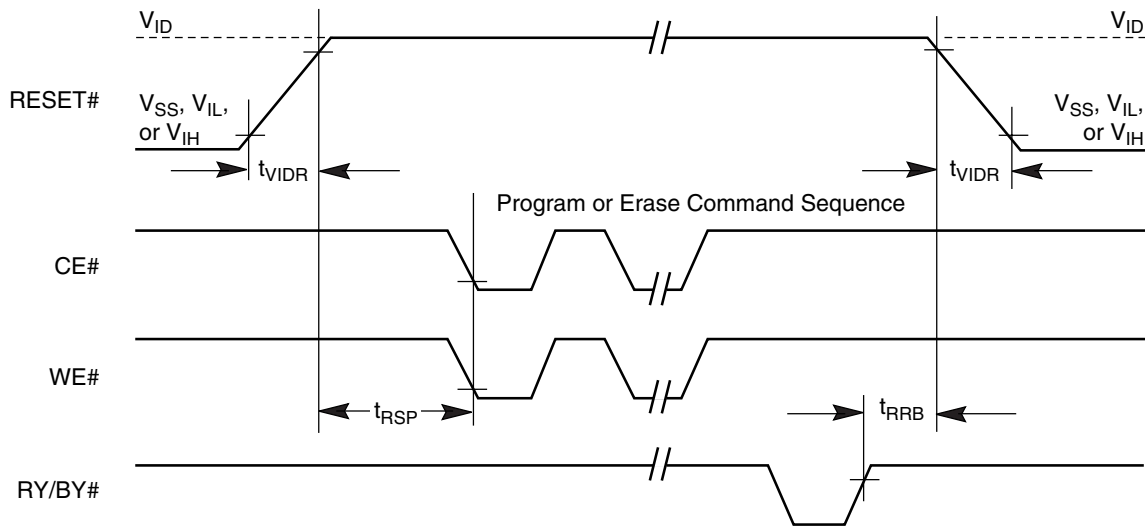 VID
VID
RESET#
VSS, VIL,
or VIH
VSS, VIL,
or VIH
tVIDR
tVIDR
Program or Erase Command Sequence
CE#
WE#
tRSP
tRRB
RY/BY#